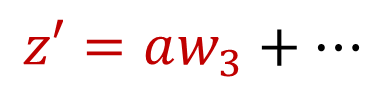 z′ = aw₃ + ⋯